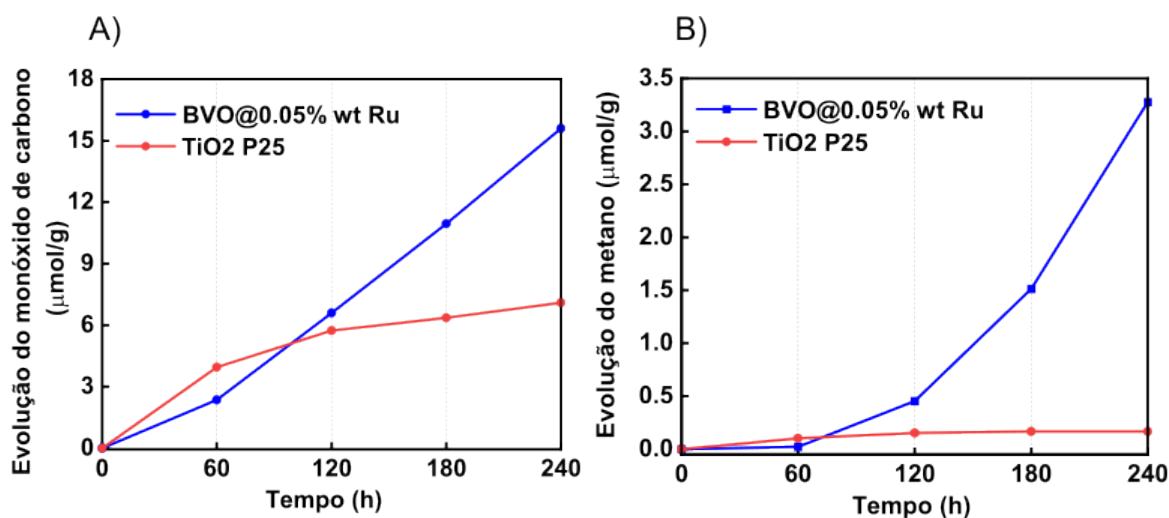 A)
Evolução do monóxido de carbono
(μmol/g)
18
15
12
9
6
3
0
BVO@0.05% wt Ru
TiO2 P25
0 60 120 180 240
Tempo (h)
B)
Evolução do metano (μmol/g)
3.5
3.0
2.5
2.0
1.5
1.0
0.5
0.0
BVO@0.05% wt Ru
TiO2 P25
0 60 120 180 240
Tempo (h)